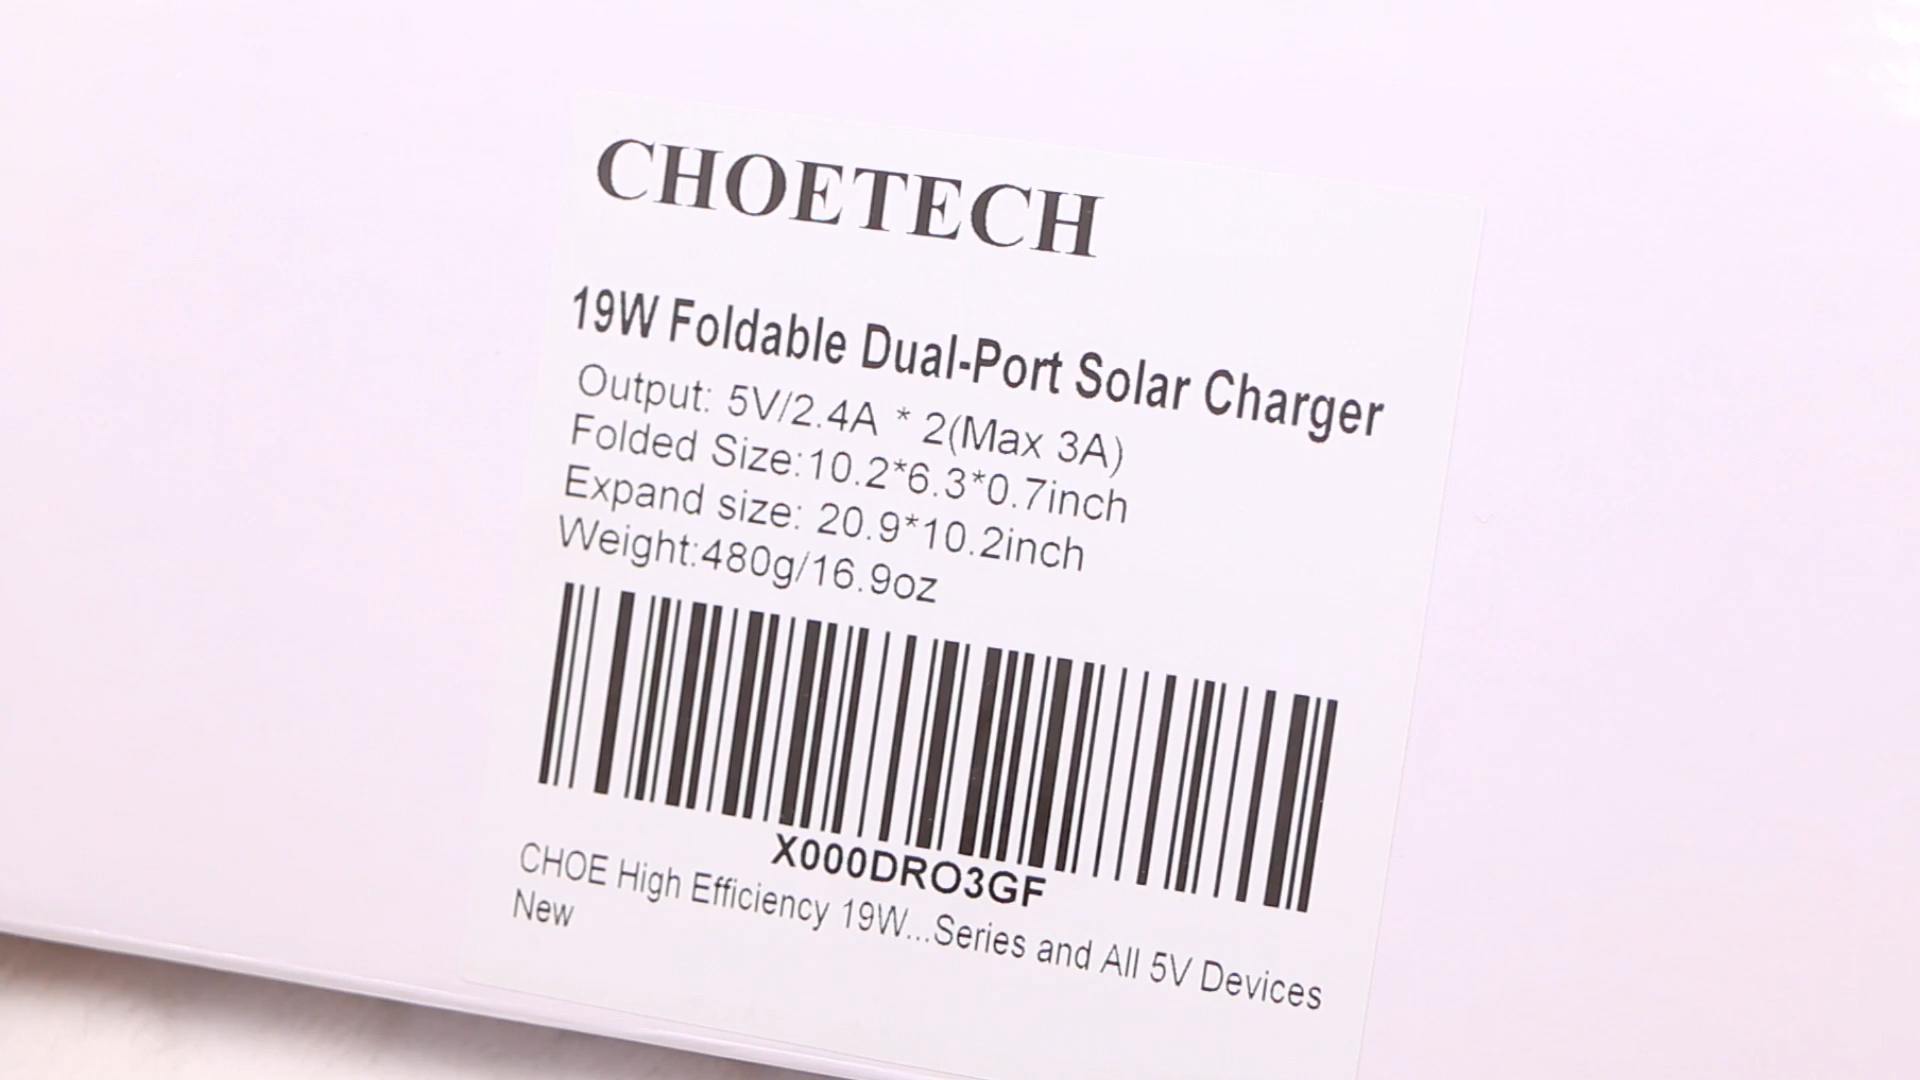 CHOETECH
19W Foldable Dual-Port Solar Charger
Output: 5V/2.4A * 2(Max 3A)
Folded Size:10.2*6.3*0.7inch
Expand size: 20.9*10.2inch
Weight:480g/16.9oz
X000DRO3GF
CHOE High Efficiency 19W...Series and All 5V Devices
New